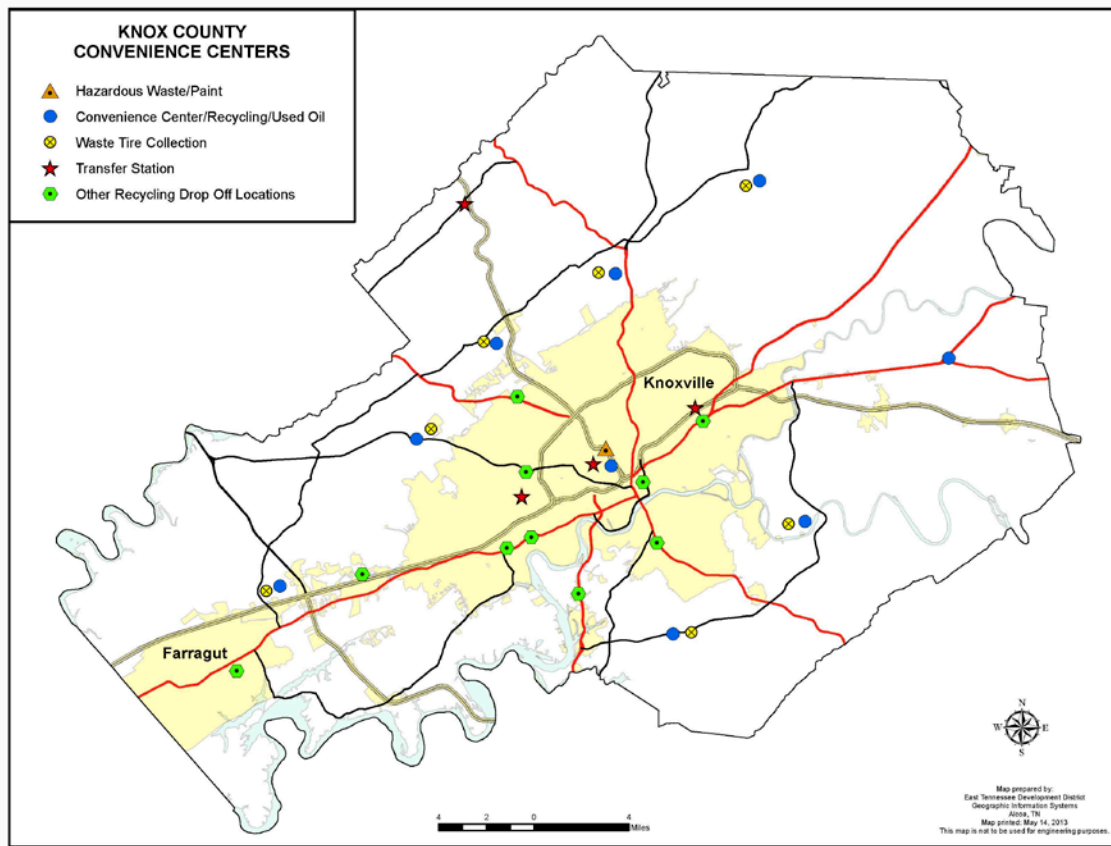 KNOX COUNTY
CONVENIENCE CENTERS
Hazardous Waste/Paint
Convenience Center/Recycling/Used Oil
Waste Tire Collection
Transfer Station
Other Recycling Drop Off Locations
Knoxville
Farragut
N
W E
S
4 2 0 4
Miles
Map prepared by:
East Tennessee Development District
Geographic Information Systems
Alcoa, TN
Map printed: May 14, 2013
This map is not to be used for engineering purposes.